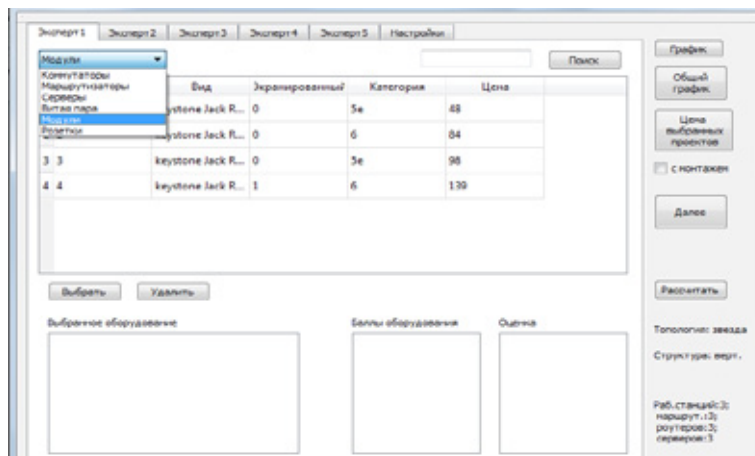 Эксперт1 Эксперт2 Эксперт3 Эксперт4 Эксперт5 Настройки
Модули
Поиск
Коммутаторы
Маршрутизаторы
Серверы
Витая пара
Модули
Розетки
Вид Экранированный Категория Цена
keystone Jack R... 0 5e 48
keystone Jack R... 0 6 84
3 3 keystone Jack R... 0 5e 98
4 4 keystone Jack R... 1 6 139
Выбрать Удалить
Выбранное оборудование Баллы оборудования Оценка
График
Общий
график
Цена
выбранных
проектов
с монтажем
Далее
Рассчитать
Топология: звезда
Структура: верт.
Раб.станций:3;
маршрут.:3;
роутеров:3;
серверов:3